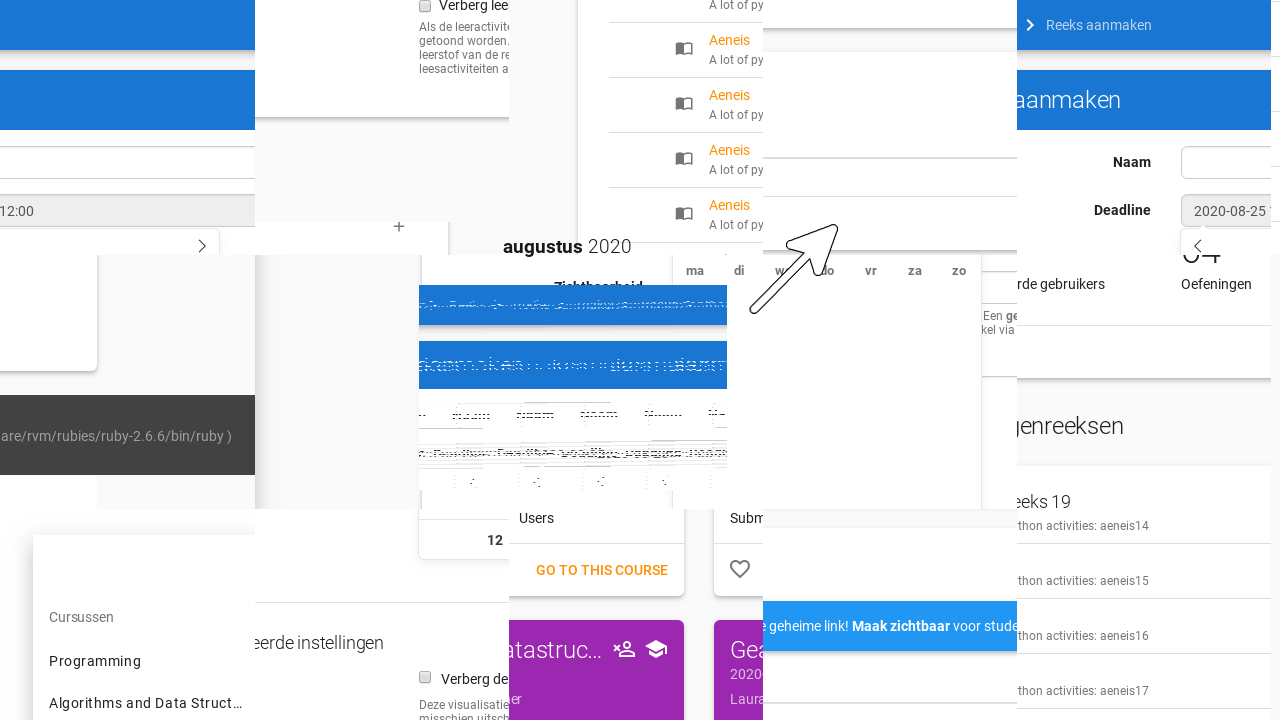 Verberg lee
Als de leeractivite
getoond worden.
leerstof van de re
leesactiviteiten a
A lot of py
Aeneis
A lot of py
Aeneis
A lot of py
Aeneis
A lot of py
Aeneis
A lot of py
Reeks aanmaken
aanmaken
Naam
Deadline
2020-08-25
12:00
augustus 2020
ma di do vr za zo
rde gebruikers
Oefeningen
Een ge
kel via
are/rvm/rubies/ruby-2.6.6/bin/ruby )
genreeksen
eeks 19
thon activities: aeneis14
thon activities: aeneis15
thon activities: aeneis16
thon activities: aeneis17
12
Users
Subm
GO TO THIS COURSE
Cursussen
Programming
Algorithms and Data Struct…
eerde instellingen
Verberg de
Deze visualisatie
misschien uitsch
atastruc…
er
Gea
2020-
Laura
e geheime link! Maak zichtbaar voor stude